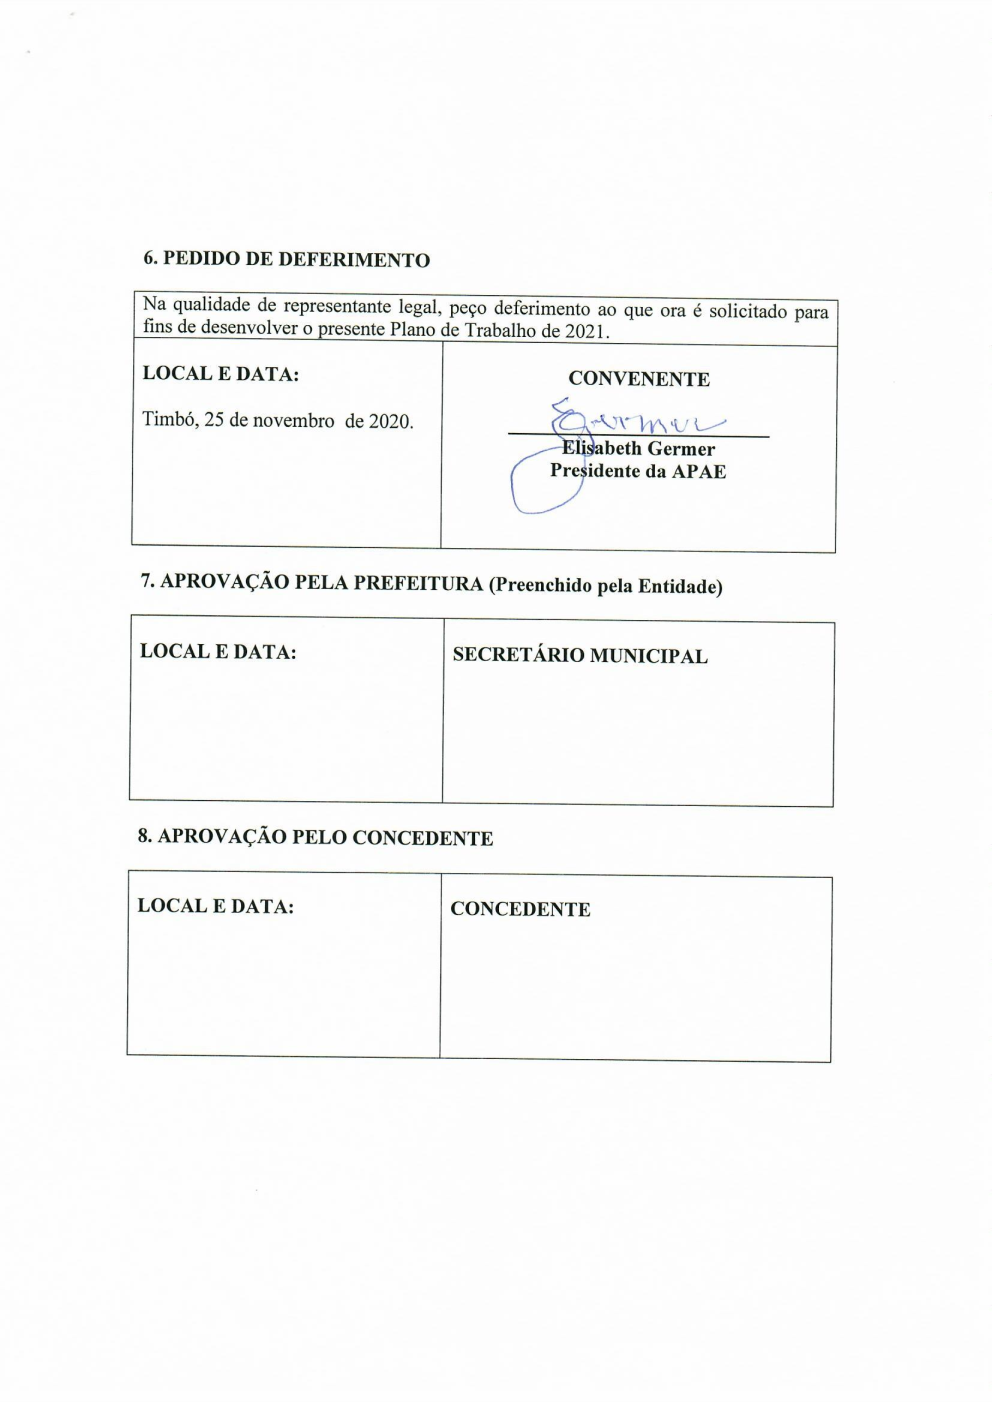 6. PEDIDO DE DEFERIMENTO
Na qualidade de representante legal, peço deferimento ao que ora é solicitado para
fins de desenvolver o presente Plano de Trabalho de 2021.
LOCAL E DATA:
Timbó, 25 de novembro de 2020.
CONVENENTE
Germer
Elisabeth Germer
Presidente da APAE
7. APROVAÇÃO PELA PREFEITURA (Preenchido pela Entidade)
LOCAL E DATA:
SECRETÁRIO MUNICIPAL
8. APROVAÇÃO PELO CONCEDENTE
LOCAL E DATA:
CONCEDENTE